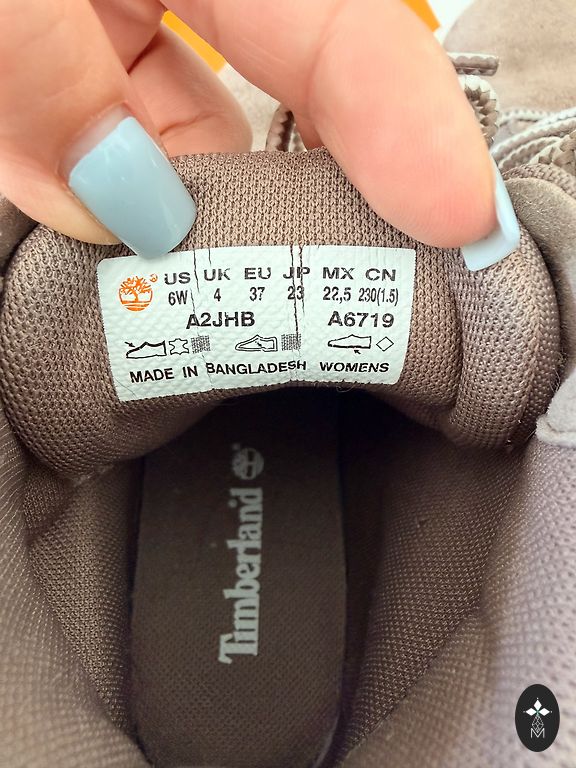 US UK EU JP MX CN
6W 4 37 23 22,5 230(1.5)
A2JHB A6719
MADE IN BANGLADESH WOMENS
Timberland
M